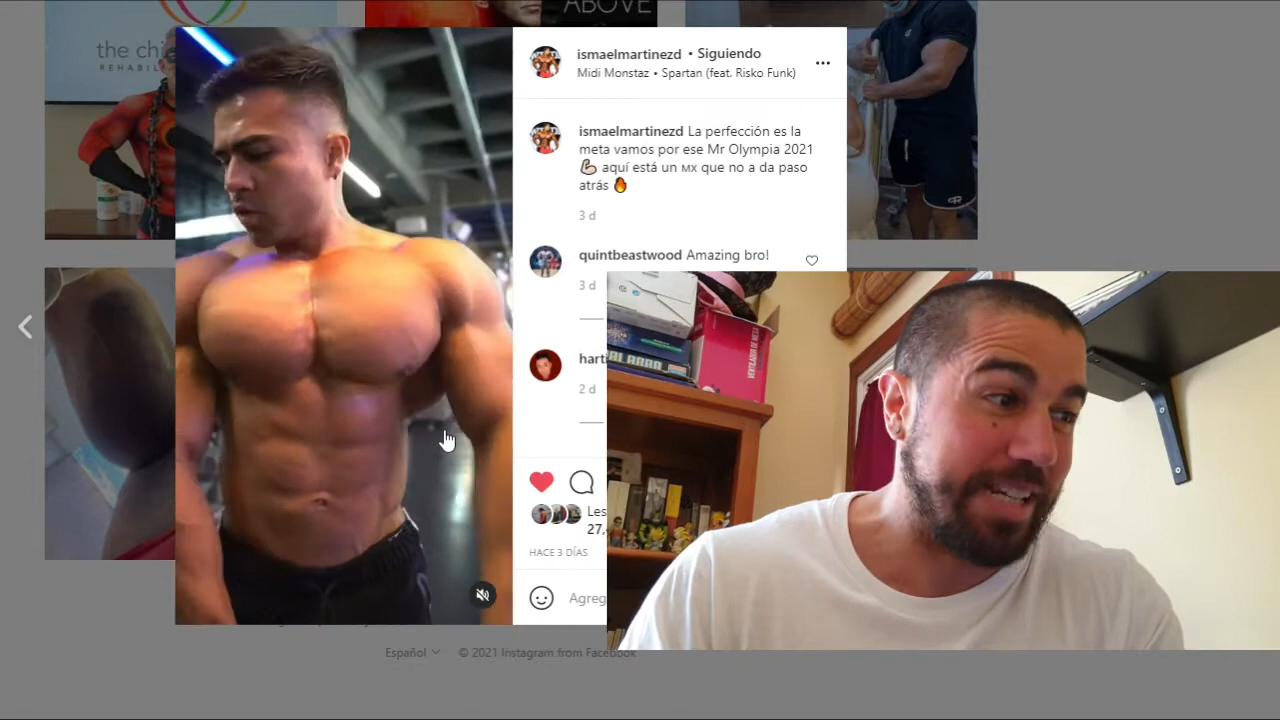 the chi
REHABIL
ABOVE
ismaelmartinezd • Siguiendo
Midi Monstaz • Spartan (feat. Risko Funk)
ismaelmartinezd La perfección es la
meta vamos por ese Mr Olympia 2021
💪 aquí está un ᴍx que no a da paso
atrás 🔥
3 d
quintbeastwood Amazing bro!
3 d
harti
2 d
Les
27,
HACE 3 DÍAS
Agreg
Español
© 2021 Instagram from Facebook